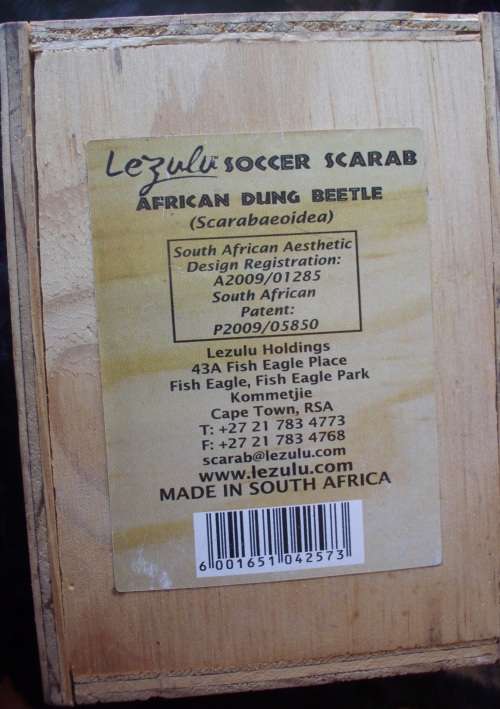 Lezulu SOCCER SCARAB
AFRICAN DUNG BEETLE
(Scarabaeoidea)
South African Aesthetic
Design Registration:
A2009/01285
South African
Patent:
P2009/05850
Lezulu Holdings
43A Fish Eagle Place
Fish Eagle, Fish Eagle Park
Kommetjie
Cape Town, RSA
T: +27 21 783 4773
F: +27 21 783 4768
scarab@lezulu.com
www.lezulu.com
MADE IN SOUTH AFRICA
6 001651 042573